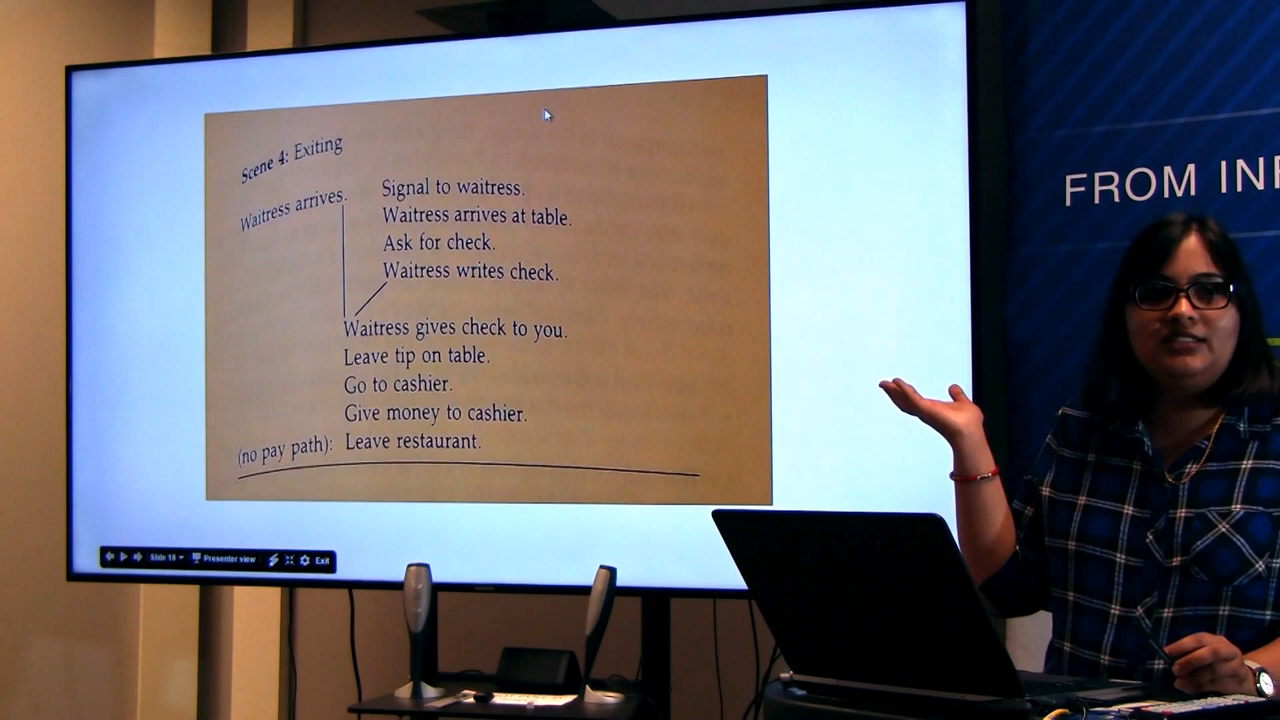 Scene 4: Exiting
Waitress arrives.
Signal to waitress.
Waitress arrives at table.
Ask for check.
Waitress writes check.
Waitress gives check to you.
Leave tip on table.
Go to cashier.
Give money to cashier.
(no pay path): Leave restaurant.
Slide 18
Presenter view
Exit
FROM